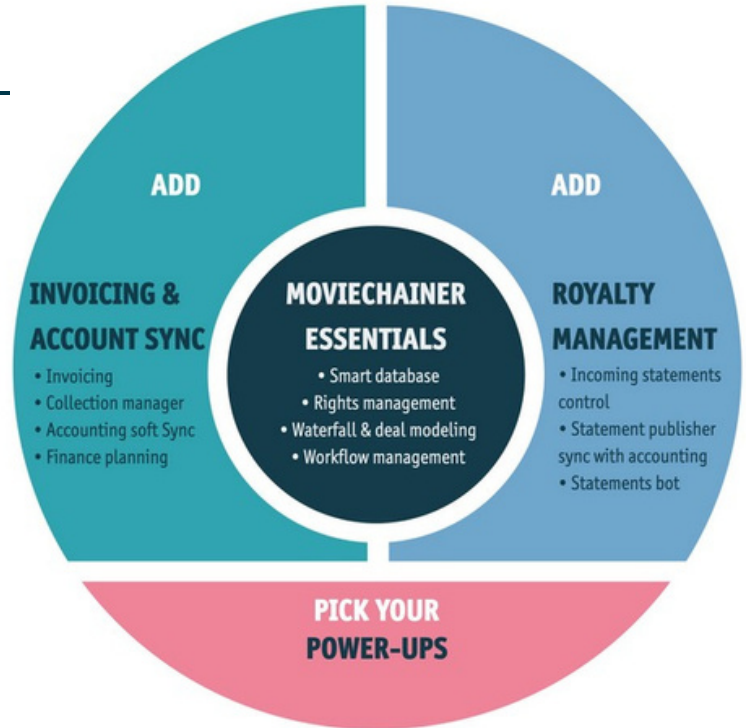 ADD
INVOICING &
ACCOUNT SYNC
• Invoicing
• Collection manager
• Accounting soft Sync
• Finance planning
MOVIECHAINER
ESSENTIALS
• Smart database
• Rights management
• Waterfall & deal modeling
• Workflow management
ADD
ROYALTY
MANAGEMENT
• Incoming statements
control
• Statement publisher
sync with accounting
• Statements bot
PICK YOUR
POWER-UPS